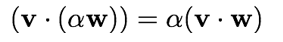 (v · (αw)) = α(v · w)